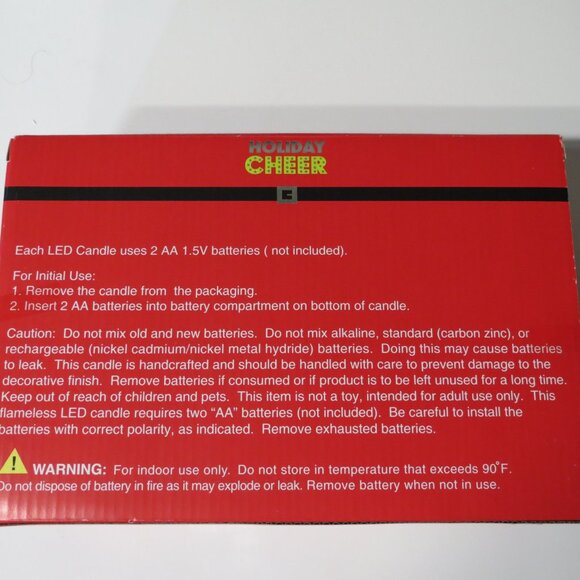 HOLIDAY
CHEER
Each LED Candle uses 2 AA 1.5V batteries ( not included).
For Initial Use:
1. Remove the candle from the packaging.
2. Insert 2 AA batteries into battery compartment on bottom of candle.
Caution: Do not mix old and new batteries. Do not mix alkaline, standard (carbon zinc), or
rechargeable (nickel cadmium/nickel metal hydride) batteries. Doing this may cause batteries
to leak. This candle is handcrafted and should be handled with care to prevent damage to the
decorative finish. Remove batteries if consumed or if product is to be left unused for a long time.
Keep out of reach of children and pets. This item is not a toy, intended for adult use only. This
flameless LED candle requires two “AA” batteries (not included). Be careful to install the
batteries with correct polarity, as indicated. Remove exhausted batteries.
WARNING: For indoor use only. Do not store in temperature that exceeds 90°F.
Do not dispose of battery in fire as it may explode or leak. Remove battery when not in use.